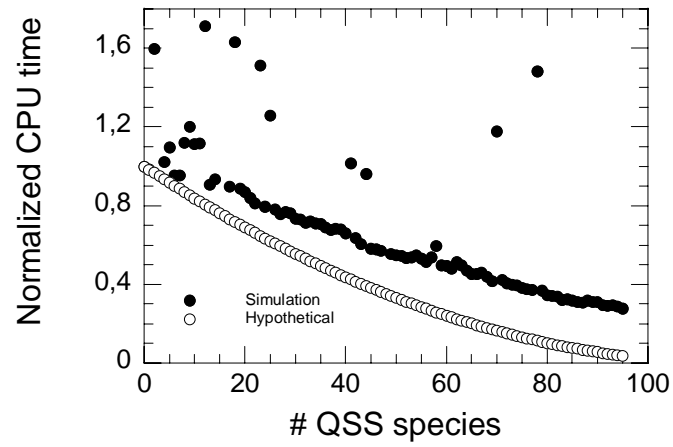 Normalized CPU time
1,6
1,2
0,8
0,4
0
Simulation
Hypothetical
0 20 40 60 80 100
# QSS species